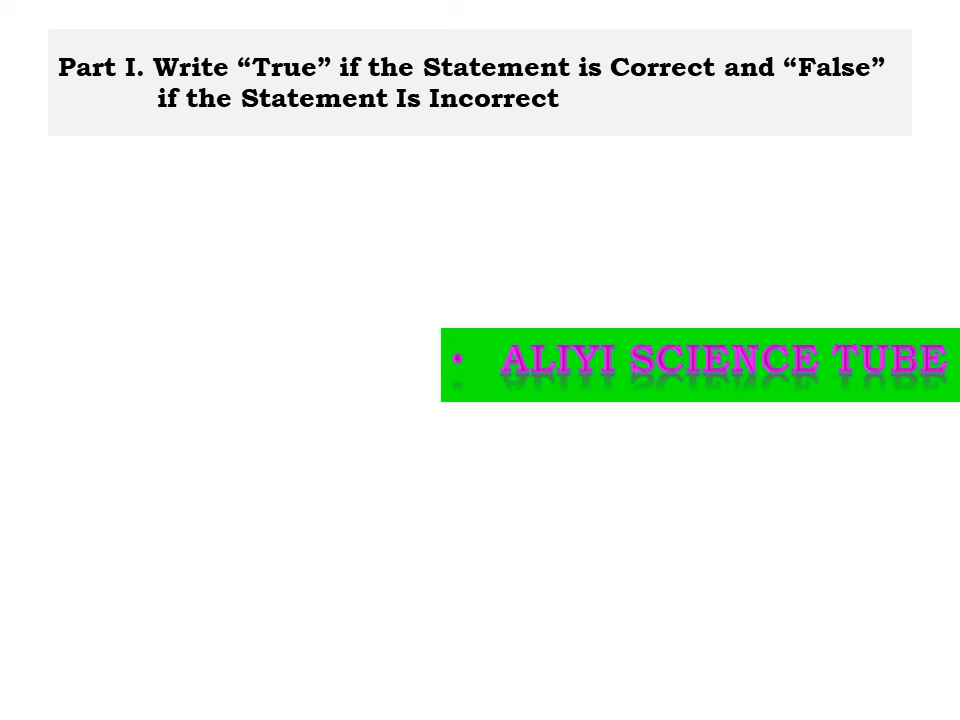 Part I. Write “True” if the Statement is Correct and “False”
if the Statement Is Incorrect
• ALIYI SCIENCE TUBE